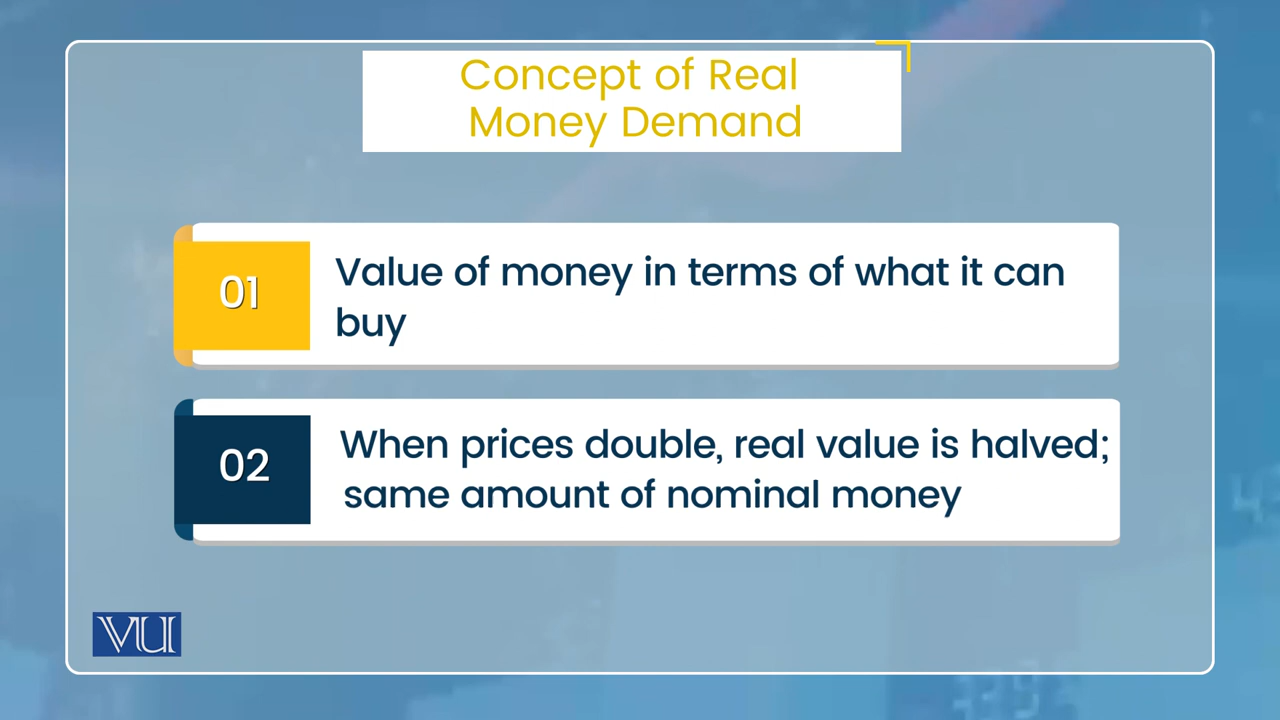 Concept of Real
Money Demand
01
Value of money in terms of what it can
buy
02
When prices double, real value is halved;
same amount of nominal money
VU